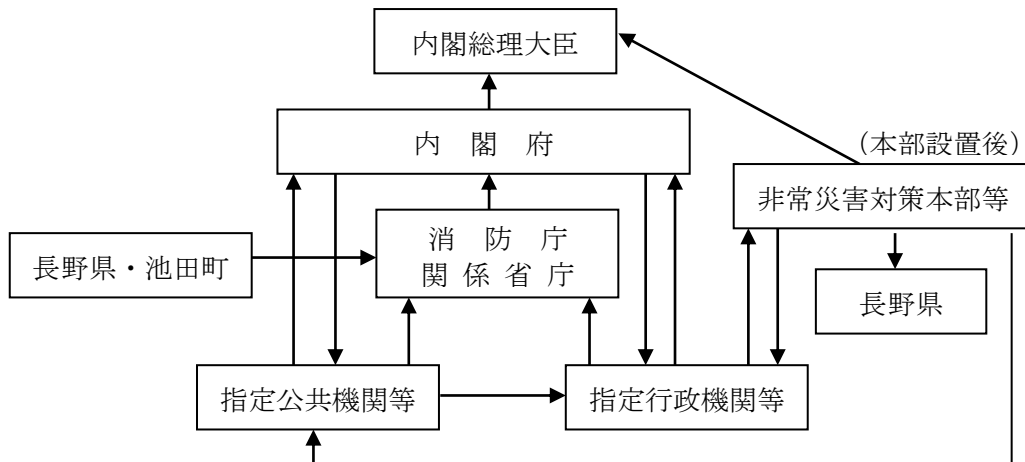 内閣総理大臣
内　閣　府
(本部設置後)
非常災害対策本部等
消　防　庁
関 係 省 庁
長野県・池田町
長野県
指定公共機関等
指定行政機関等